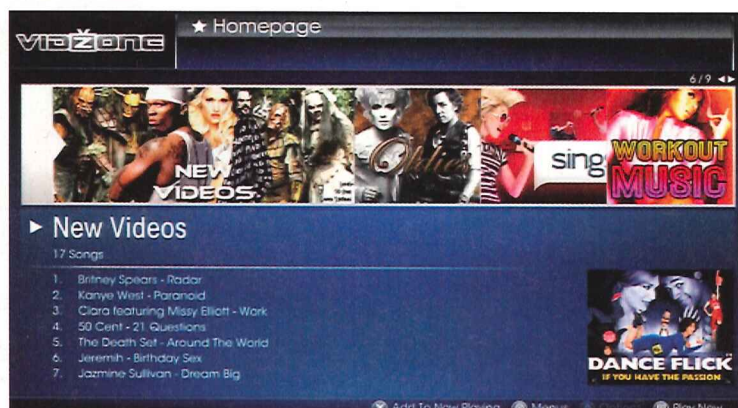 VIDZONE
★ Homepage
6/9 ◄►
NEW
VIDEOS
Oldies
sing
WORKOUT
MUSIC
► New Videos
17 Songs
1. Britney Spears - Radar
2. Kanye West - Paranoid
3. Ciara featuring Missy Elliott - Work
4. 50 Cent - 21 Questions
5. The Death Set - Around The World
6. Jeremih - Birthday Sex
7. Jazmine Sullivan - Dream Big
DANCE FLICK
IF YOU HAVE THE PASSION
Add To Now Playing Menus Options Play Now